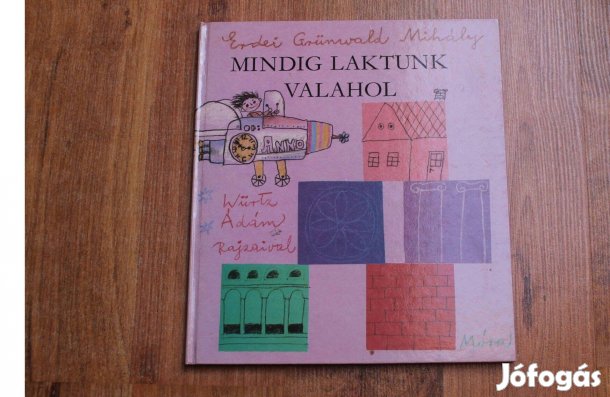 Erdei Grünwald Mihály
MINDIG LAKTUNK
VALAHOL
ANNO
Würtz
Ádám
rajzaival
Móra
Jófogás